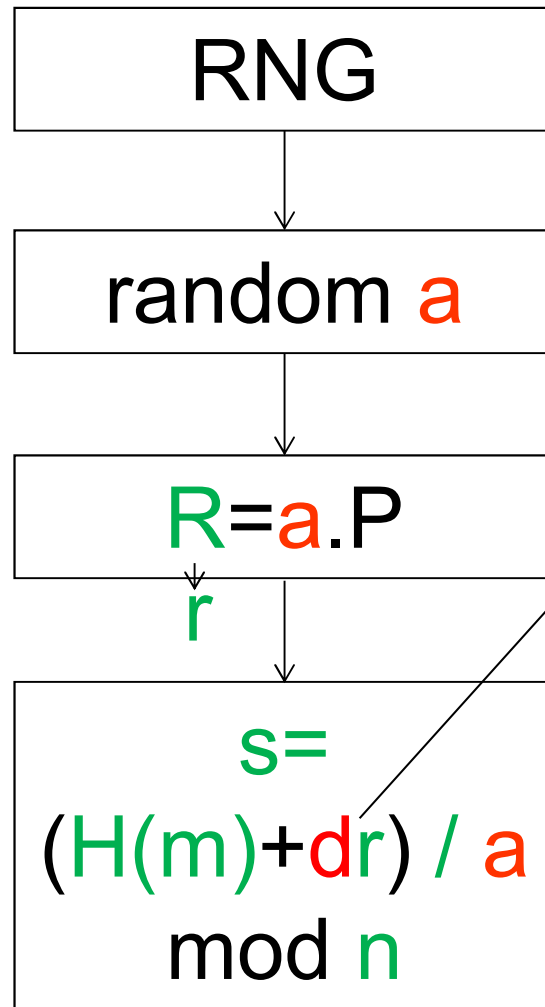 RNG
random a
R=a.P
r
s=
(H(m)+dr) / a
mod n